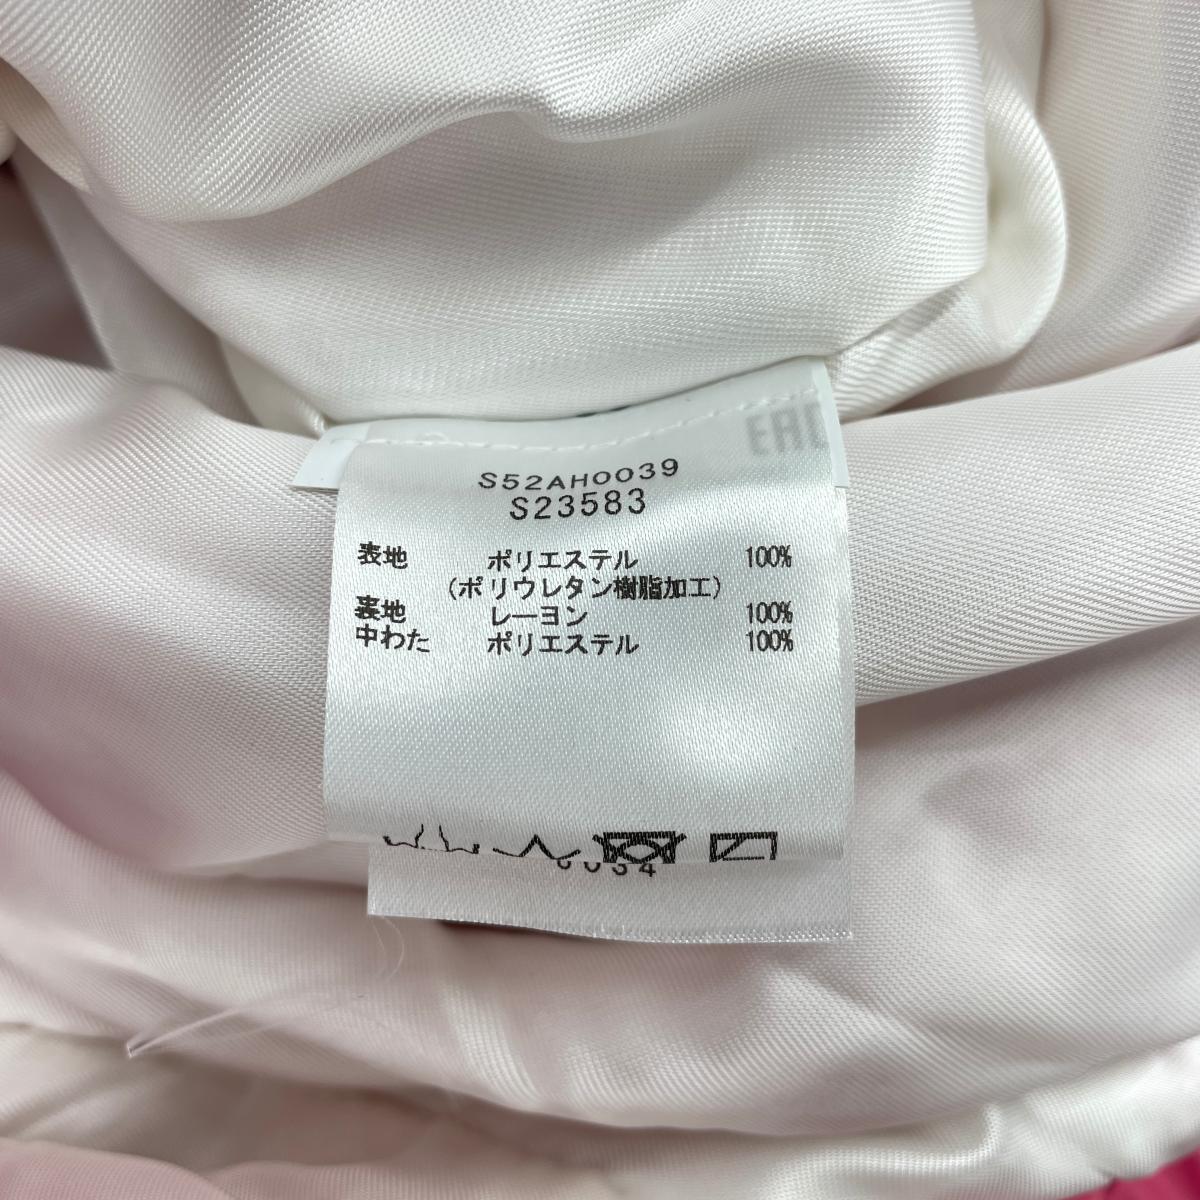 S52AH0039
S23583
表地 ポリエステル 100%
(ポリウレタン樹脂加工)
裏地 レーヨン 100%
中わた ポリエステル 100%